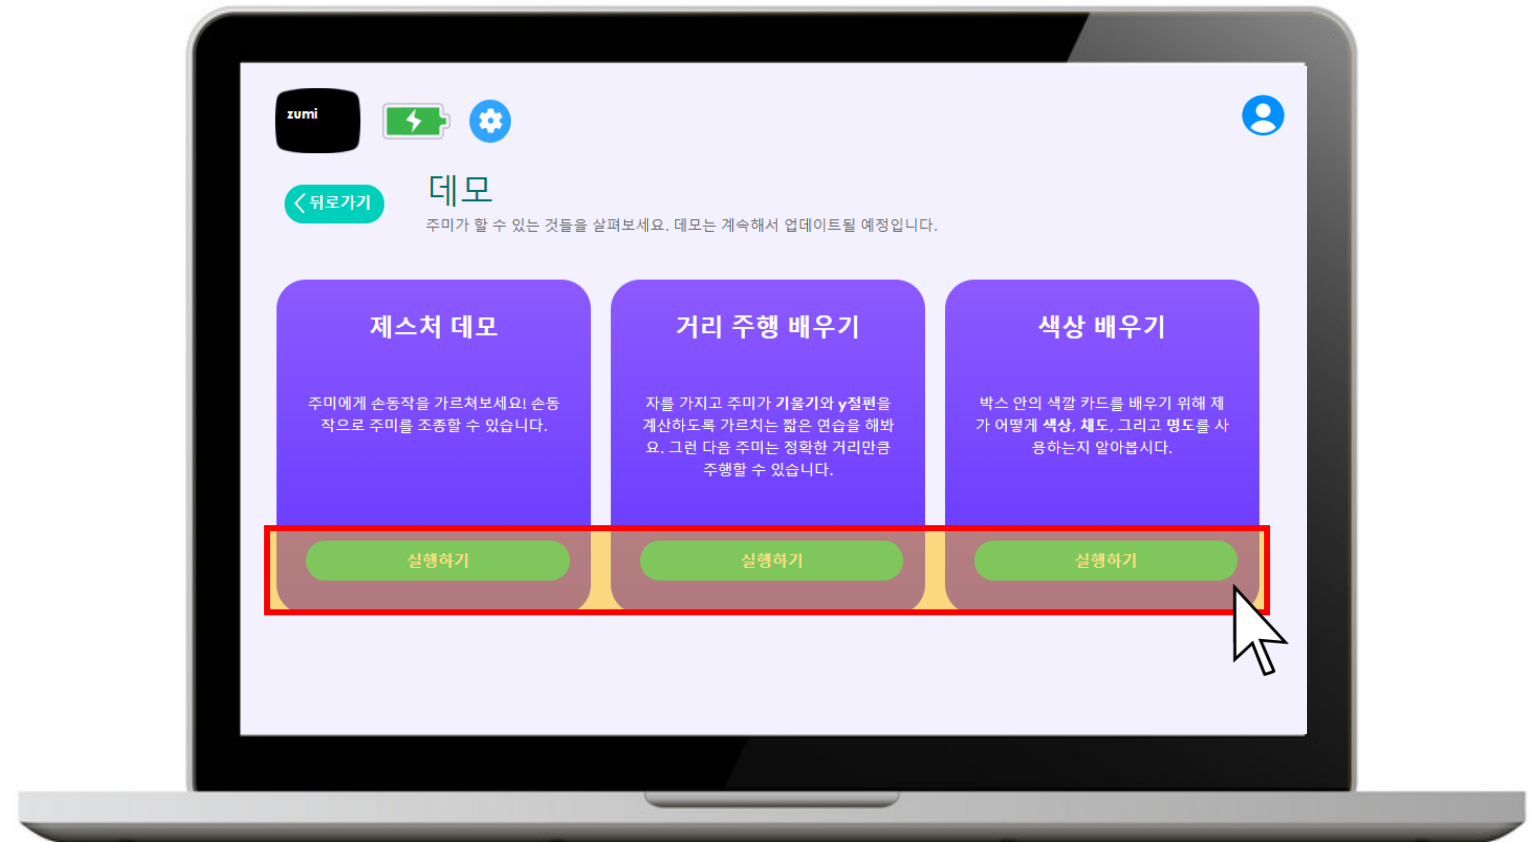 zumi
뒤로가기
데모
주미가 할 수 있는 것들을 살펴보세요. 데모는 계속해서 업데이트될 예정입니다.
제스처 데모
주미에게 손동작을 가르쳐보세요! 손동
작으로 주미를 조종할 수 있습니다.
실행하기
거리 주행 배우기
자를 가지고 주미가 기울기와 y절편을
계산하도록 가르치는 짧은 연습을 해봐
요. 그런 다음 주미는 정확한 거리만큼
주행할 수 있습니다.
실행하기
색상 배우기
박스 안의 색깔 카드를 배우기 위해 제
가 어떻게 색상, 채도, 그리고 명도를 사
용하는지 알아봅시다.
실행하기